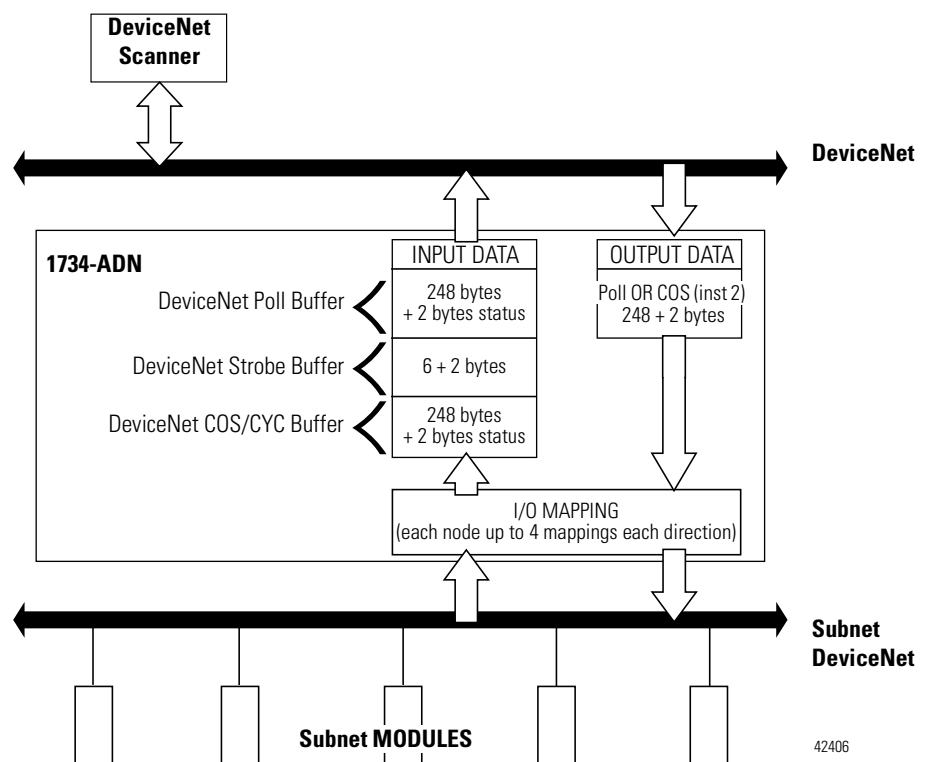 DeviceNet
Scanner
DeviceNet
1734-ADN
INPUT DATA
OUTPUT DATA
DeviceNet Poll Buffer
248 bytes
+ 2 bytes status
Poll OR COS (inst 2)
248 + 2 bytes
DeviceNet Strobe Buffer
6 + 2 bytes
DeviceNet COS/CYC Buffer
248 bytes
+ 2 bytes status
I/O MAPPING
(each node up to 4 mappings each direction)
Subnet
DeviceNet
Subnet MODULES
42406